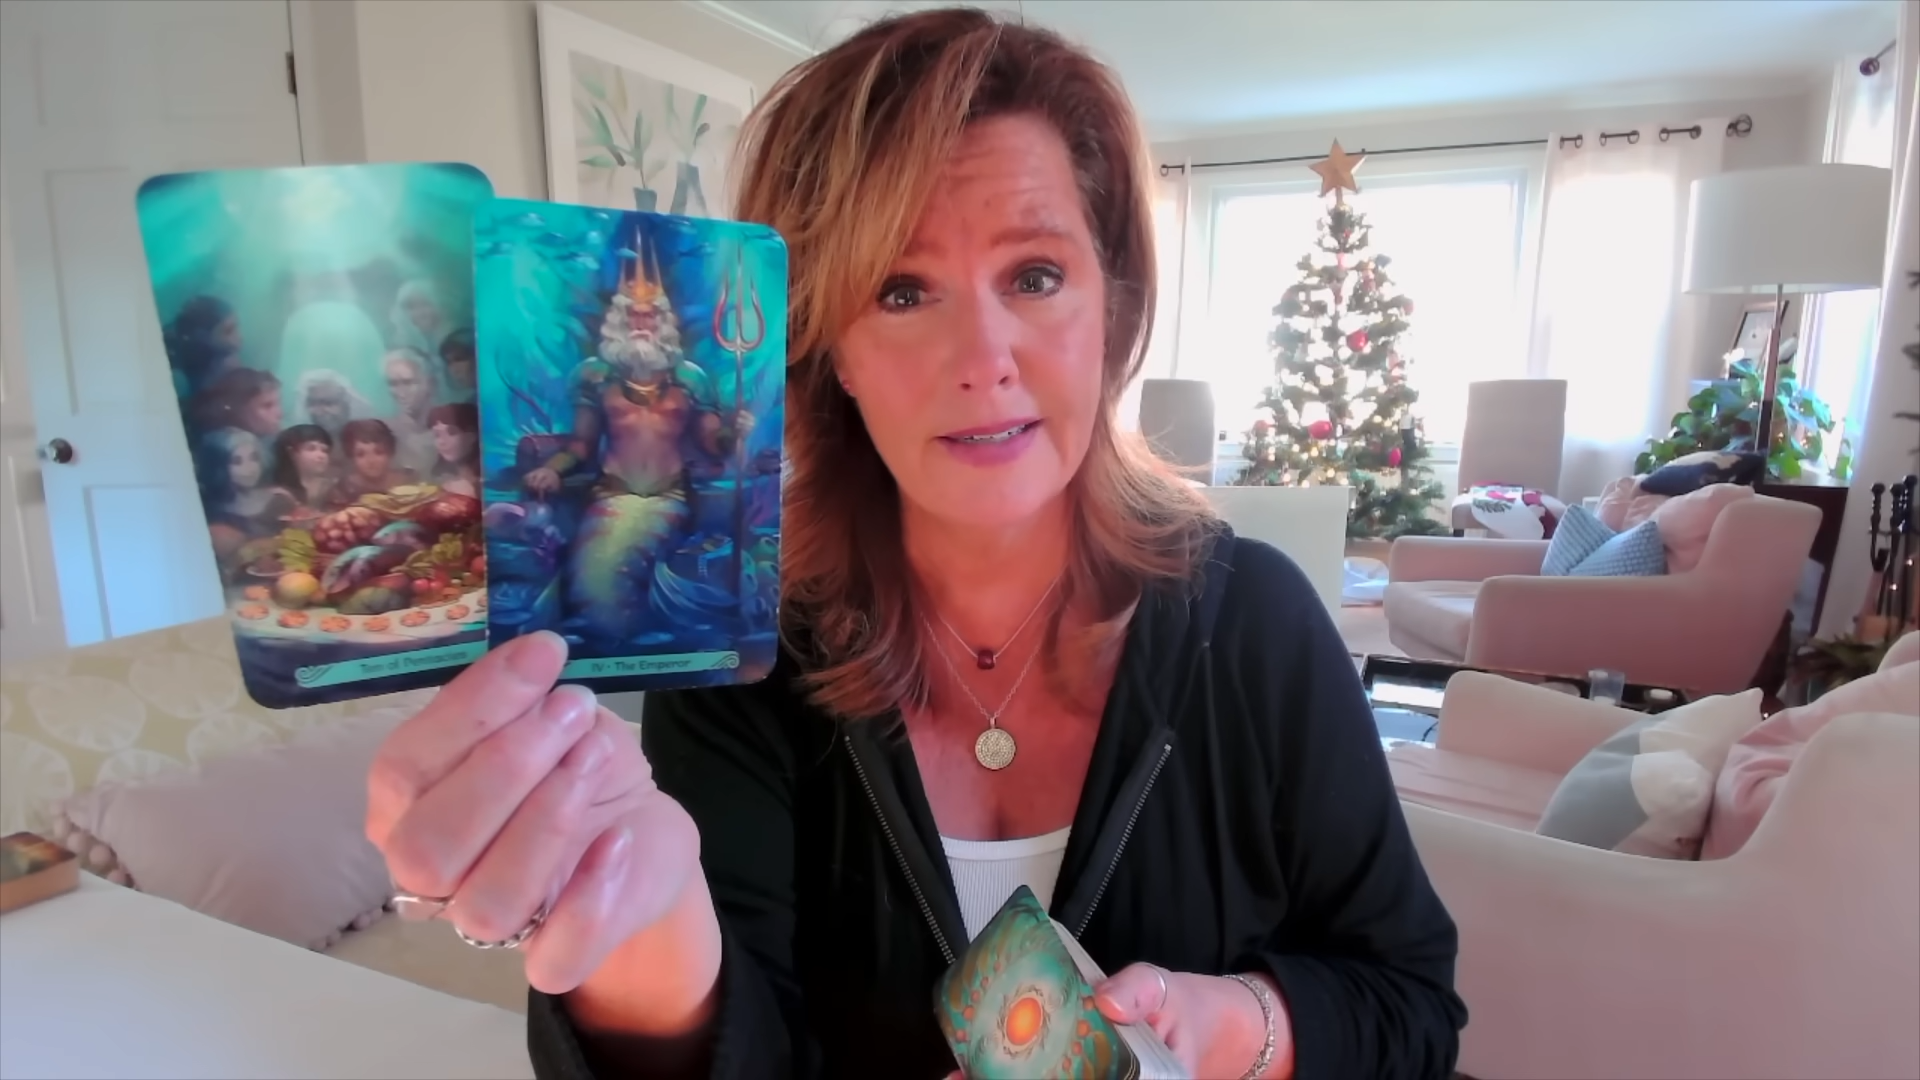 Ten of Pentacles
IV · The Emperor